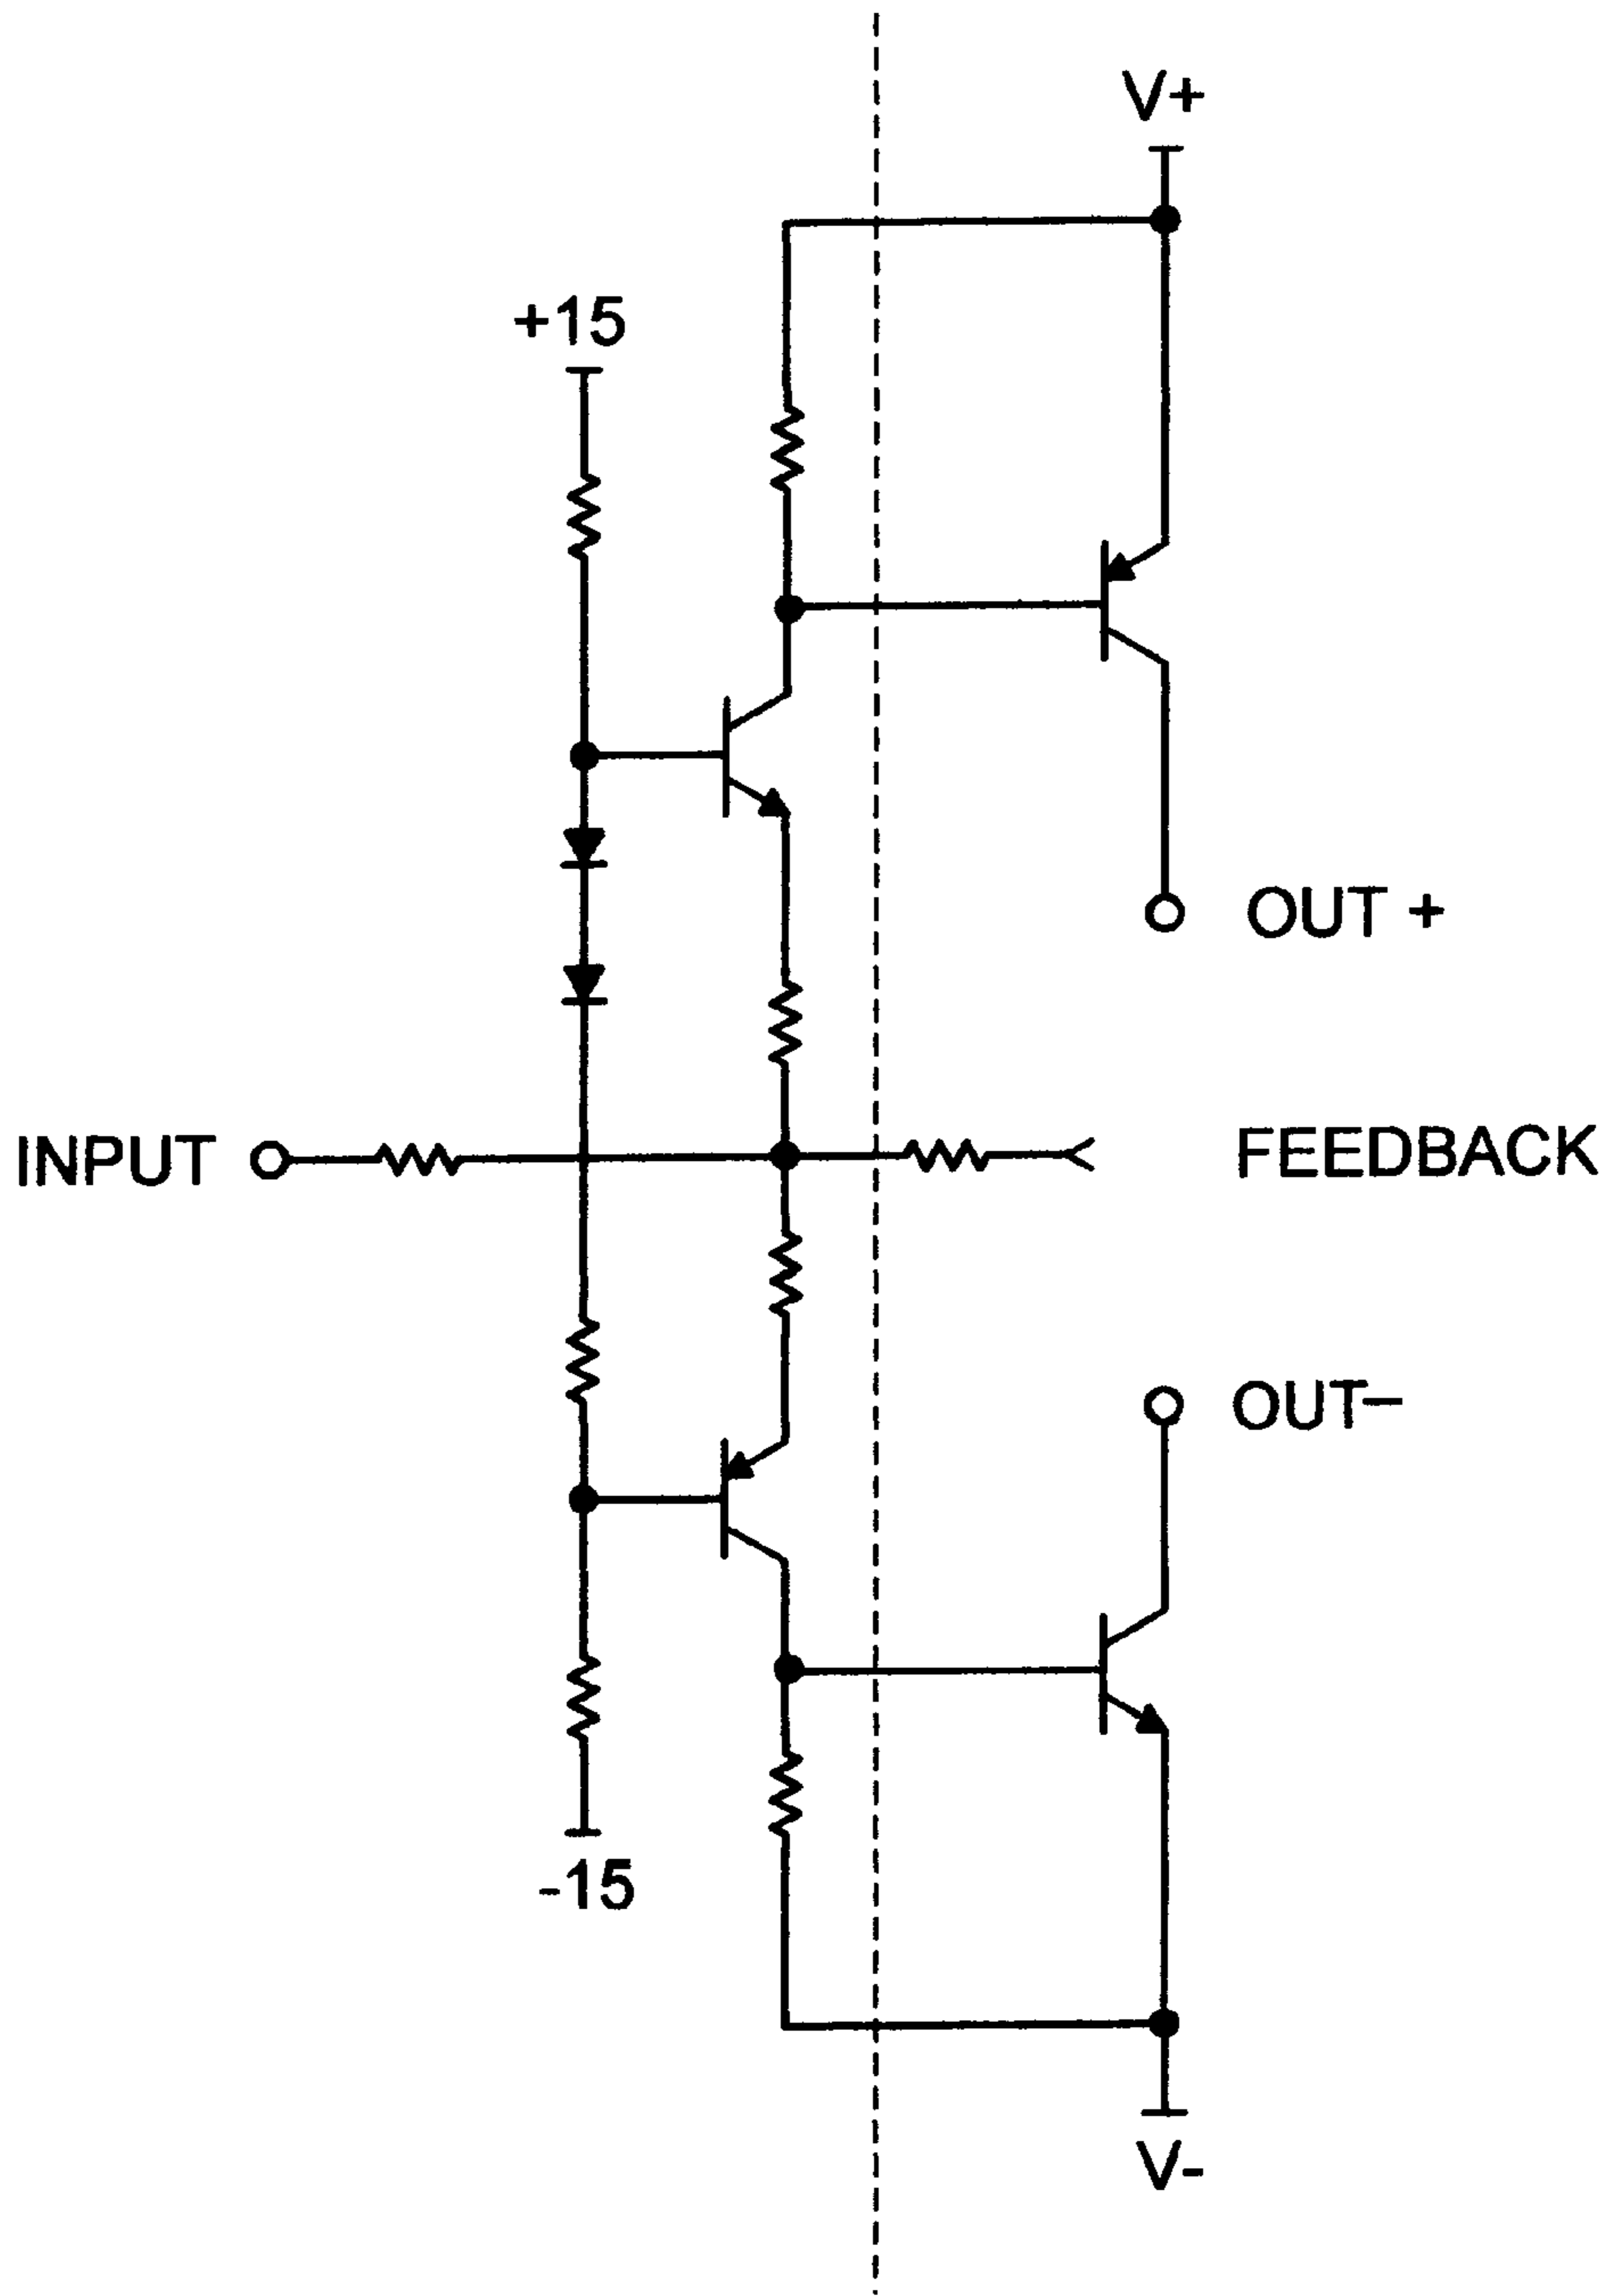 V+
+15
OUT +
INPUT
FEEDBACK
OUT–
-15
V-